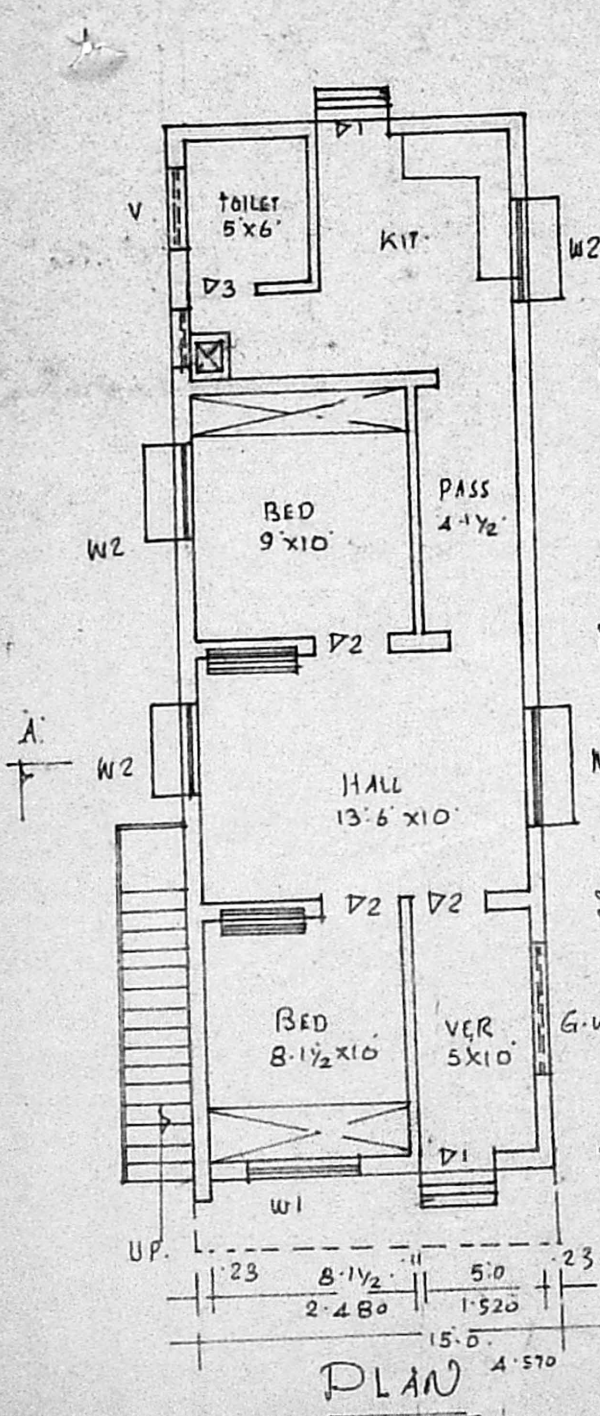 D1
V
TOILET
5'X6'
KIT.
W2
D3
BED
9'X10'
PASS
4'-1½'
W2
D2
A'
W2
HALL
13'-6' X10'
D2
D2
BED
8'-1½'X10'
VER
5X10'
D1
W1
UP.
.23
8'-1½'
.11
5'.0
.23
2.480
1.520
15'.0
4.570
PLAN